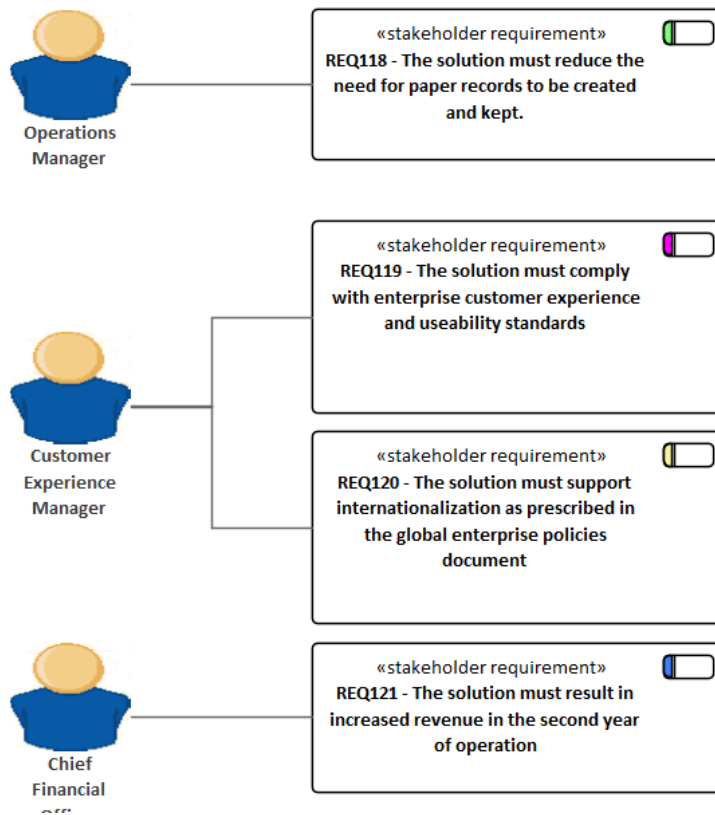 Operations
Manager
«stakeholder requirement»
REQ118 - The solution must reduce the
need for paper records to be created
and kept.
Customer
Experience
Manager
«stakeholder requirement»
REQ119 - The solution must comply
with enterprise customer experience
and useability standards
«stakeholder requirement»
REQ120 - The solution must support
internationalization as prescribed in
the global enterprise policies
document
Chief
Financial
«stakeholder requirement»
REQ121 - The solution must result in
increased revenue in the second year
of operation